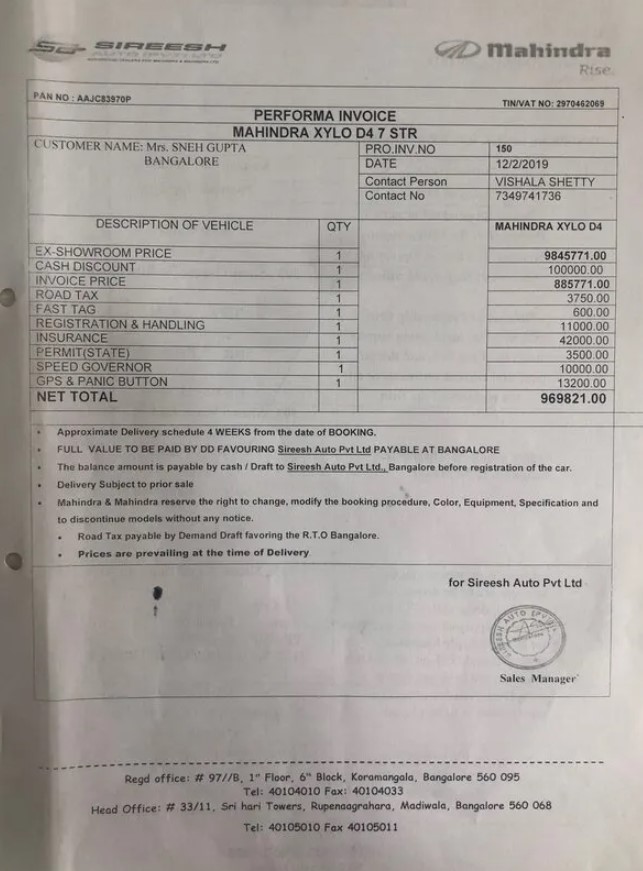 SIREESH
AUTO (P) LTD
Mahindra
Rise.
PAN NO : AAJC83970P
TIN/VAT NO: 2970462069
PERFORMA INVOICE
MAHINDRA XYLO D4 7 STR
CUSTOMER NAME: Mrs. SNEH GUPTA
BANGALORE
PRO.INV.NO 150
DATE 12/2/2019
Contact Person VISHALA SHETTY
Contact No 7349741736
DESCRIPTION OF VEHICLE QTY MAHINDRA XYLO D4
EX-SHOWROOM PRICE 1 9845771.00
CASH DISCOUNT 1 100000.00
INVOICE PRICE 1 885771.00
ROAD TAX 1 3750.00
FAST TAG 1 600.00
REGISTRATION & HANDLING 1 11000.00
INSURANCE 1 42000.00
PERMIT(STATE) 1 3500.00
SPEED GOVERNOR 1 10000.00
GPS & PANIC BUTTON 1 13200.00
NET TOTAL 969821.00
• Approximate Delivery schedule 4 WEEKS from the date of BOOKING.
• FULL VALUE TO BE PAID BY DD FAVOURING Sireesh Auto Pvt Ltd PAYABLE AT BANGALORE
• The balance amount is payable by cash / Draft to Sireesh Auto Pvt Ltd., Bangalore before registration of the car.
• Delivery Subject to prior sale
• Mahindra & Mahindra reserve the right to change, modify the booking procedure, Color, Equipment, Specification and
to discontinue models without any notice.
• Road Tax payable by Demand Draft favoring the R.T.O Bangalore.
• Prices are prevailing at the time of Delivery
for Sireesh Auto Pvt Ltd
Sales Manager
Regd office: # 97//B, 1" Floor, 6" Block, Koramangala, Bangalore 560 095
Tel: 40104010 Fax: 40104033
Head Office: # 33/11, Sri hari Towers, Rupenaagrahara, Madiwala, Bangalore 560 068
Tel: 40105010 Fax 40105011